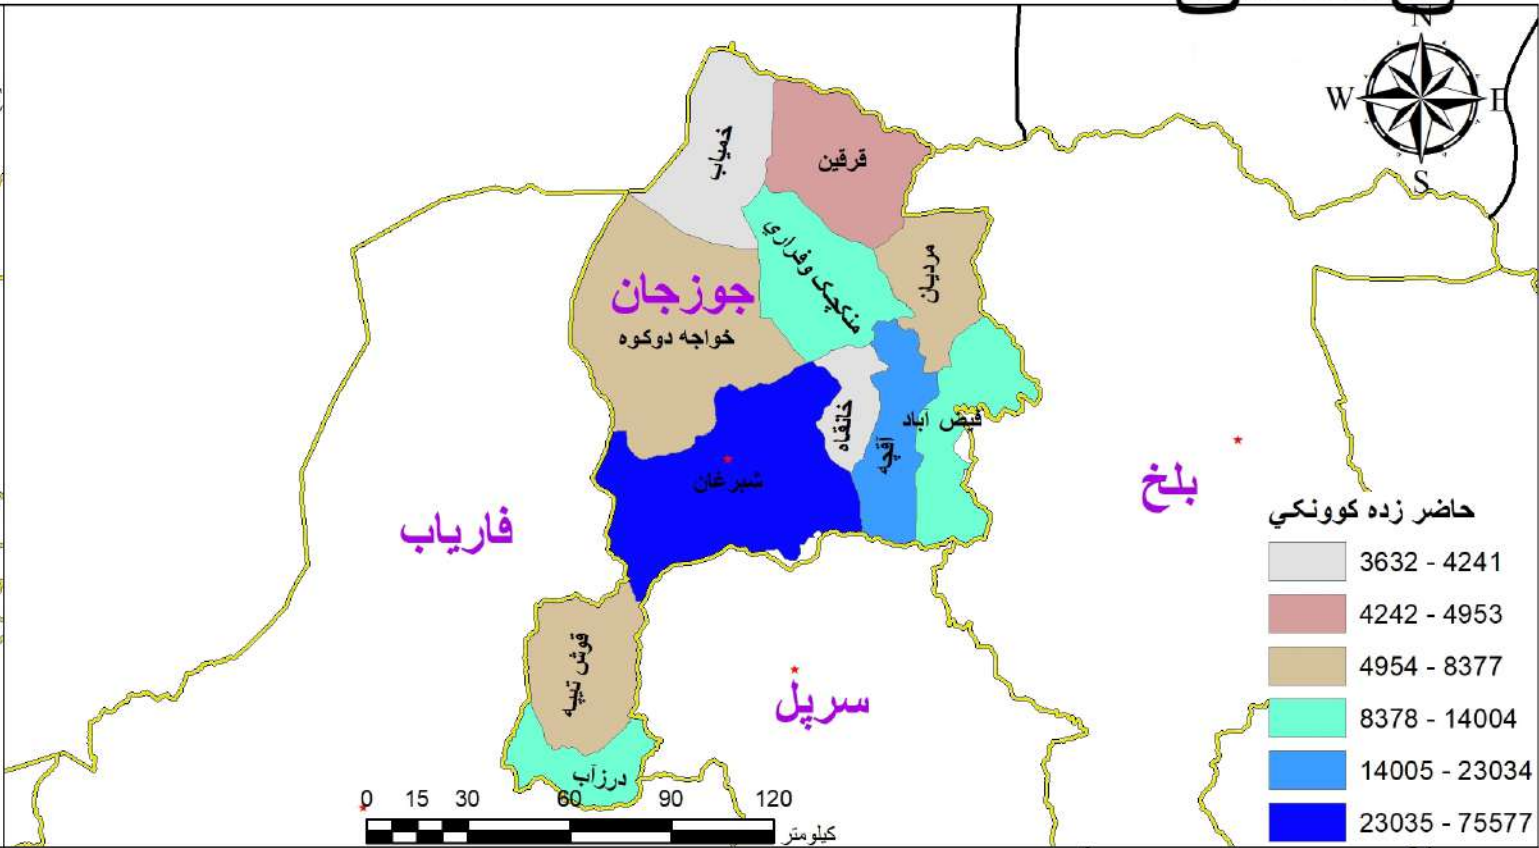 N
W E
S
خمیاب
قرقین
منګجک وفراري
مردیان
جوزجان
خواجه دوکوه
خانقاه
آقچه
فیض آباد
شبرغان
فاریاب
بلخ
سرپل
قوش تیپه
درزآب
حاضر زده کوونکي
3632 - 4241
4242 - 4953
4954 - 8377
8378 - 14004
14005 - 23034
23035 - 75577
0 15 30 60 90 120
کیلومتر